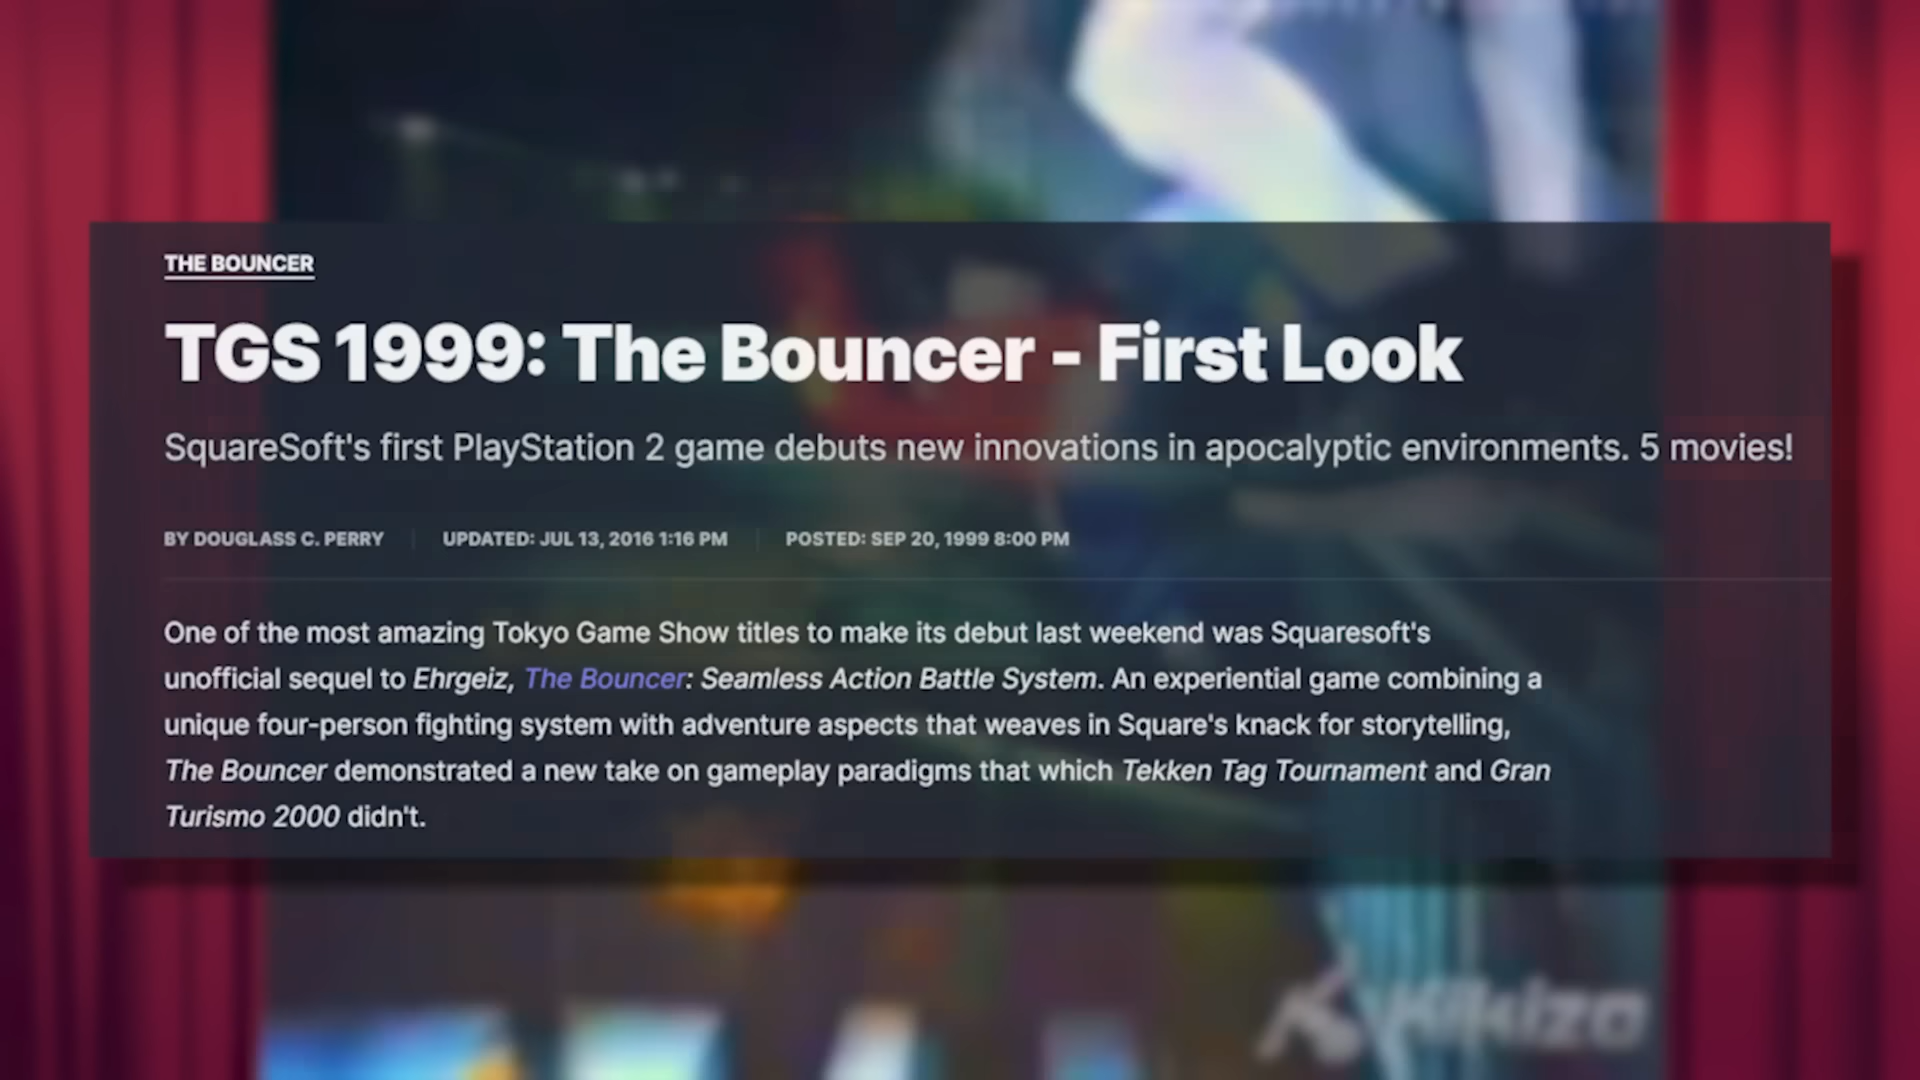 THE BOUNCER
TGS 1999: The Bouncer - First Look
SquareSoft's first PlayStation 2 game debuts new innovations in apocalyptic environments. 5 movies!
BY DOUGLASS C. PERRY UPDATED: JUL 13, 2016 1:16 PM POSTED: SEP 20, 1999 8:00 PM
One of the most amazing Tokyo Game Show titles to make its debut last weekend was Squaresoft's
unofficial sequel to Ehrgeiz, The Bouncer: Seamless Action Battle System. An experiential game combining a
unique four-person fighting system with adventure aspects that weaves in Square's knack for storytelling,
The Bouncer demonstrated a new take on gameplay paradigms that which Tekken Tag Tournament and Gran
Turismo 2000 didn't.
Kikizo